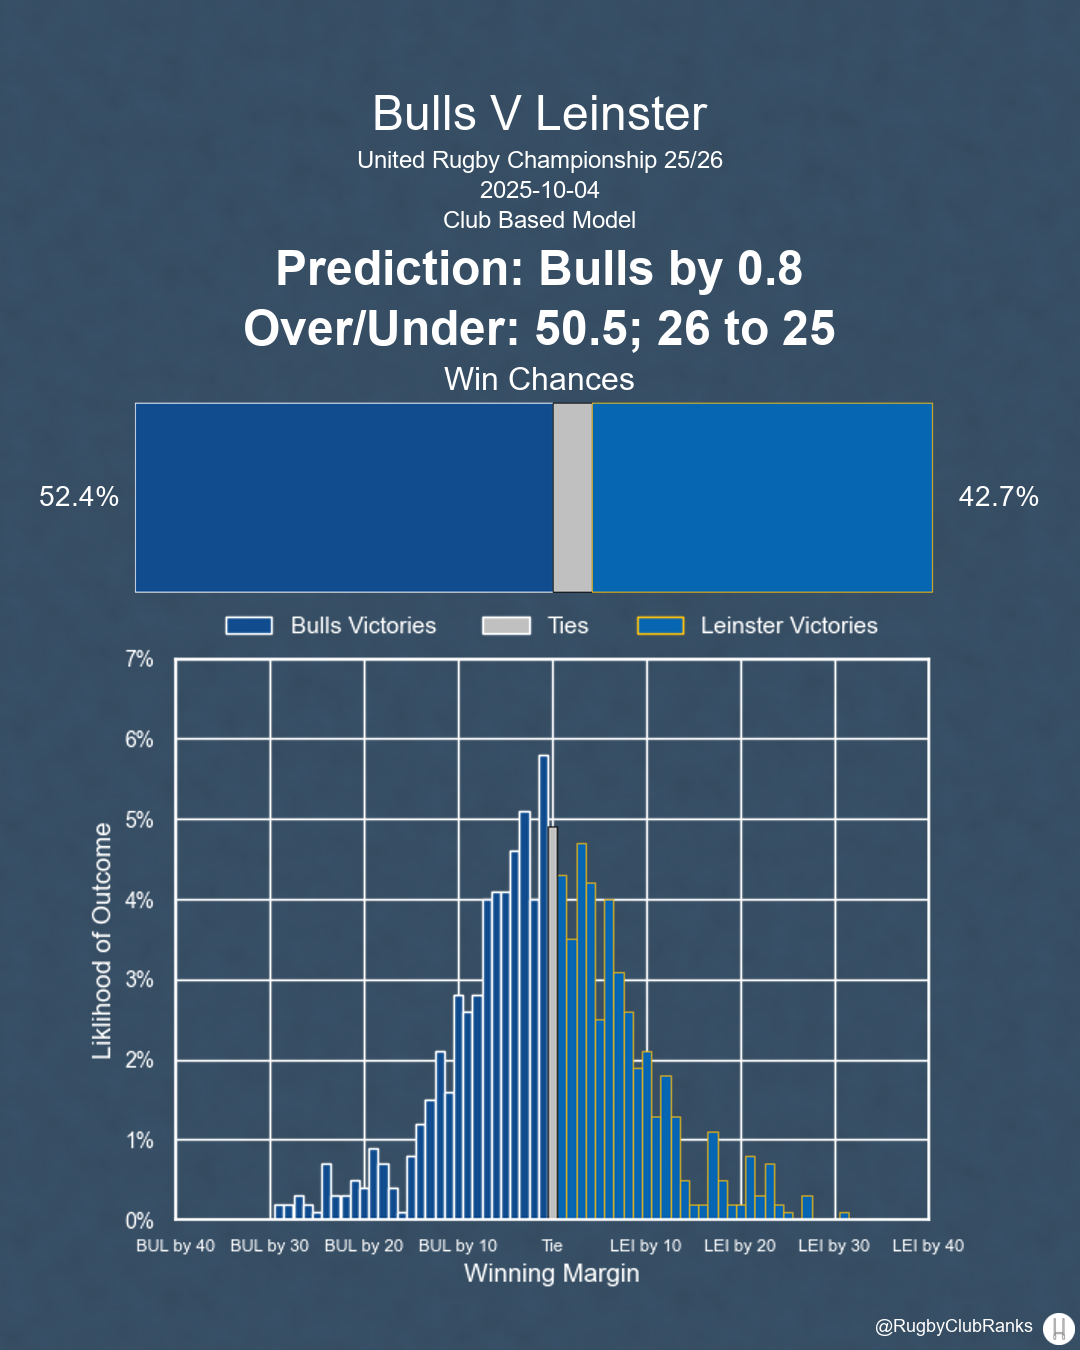 Bulls V Leinster
United Rugby Championship 25/26
2025-10-04
Club Based Model
Prediction: Bulls by 0.8
Over/Under: 50.5; 26 to 25
Win Chances
52.4%
42.7%
Bulls Victories
Ties
Leinster Victories
7%
6%
5%
4%
3%
2%
1%
0%
Liklihood of Outcome
BUL by 40
BUL by 30
BUL by 20
BUL by 10
Tie
LEI by 10
LEI by 20
LEI by 30
LEI by 40
Winning Margin
@RugbyClubRanks